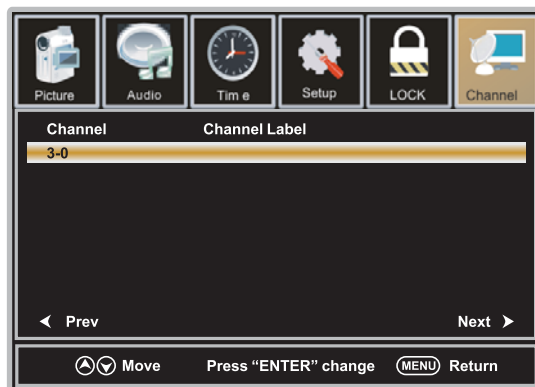 Picture Audio Tim e Setup LOCK Channel
Channel Channel Label
3-0
Prev Next
Move Press “ENTER” change MENU Return